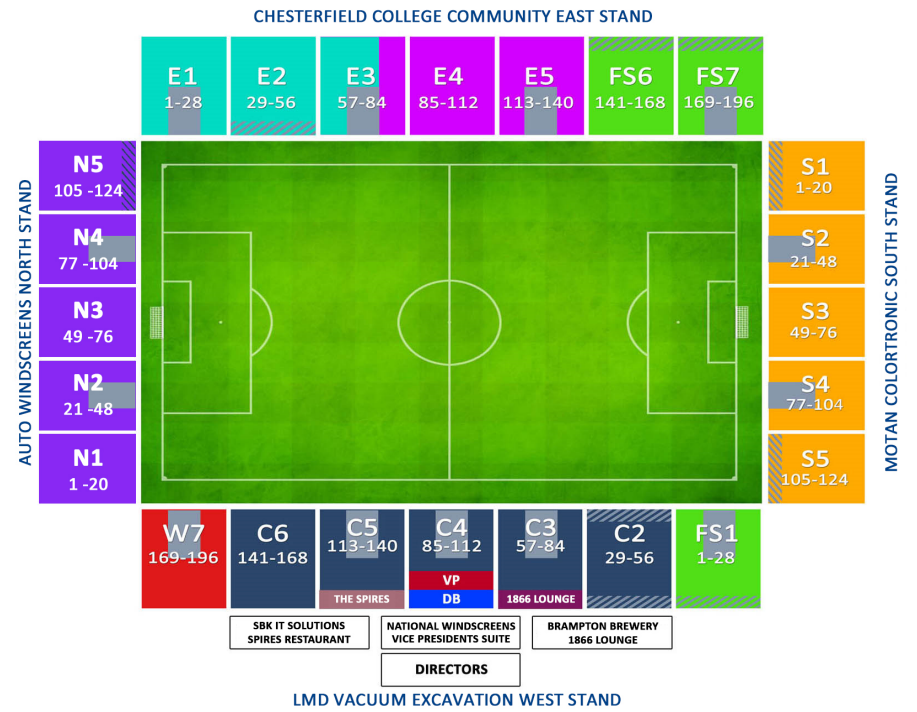 CHESTERFIELD COLLEGE COMMUNITY EAST STAND
E1
1-28
E2
29-56
E3
57-84
E4
85-112
E5
113-140
FS6
141-168
FS7
169-196
AUTO WINDSCREENS NORTH STAND
N5
105 -124
N4
77 -104
N3
49 -76
N2
21 -48
N1
1 -20
S1
1-20
S2
21-48
S3
49-76
S4
77-104
S5
105-124
MOTAN COLORTRONIC SOUTH STAND
W7
169-196
C6
141-168
C5
113-140
THE SPIRES
C4
85-112
VP
DB
C3
57-84
1866 LOUNGE
C2
29-56
FS1
1-28
SBK IT SOLUTIONS
SPIRES RESTAURANT
NATIONAL WINDSCREENS
VICE PRESIDENTS SUITE
BRAMPTON BREWERY
1866 LOUNGE
DIRECTORS
LMD VACUUM EXCAVATION WEST STAND